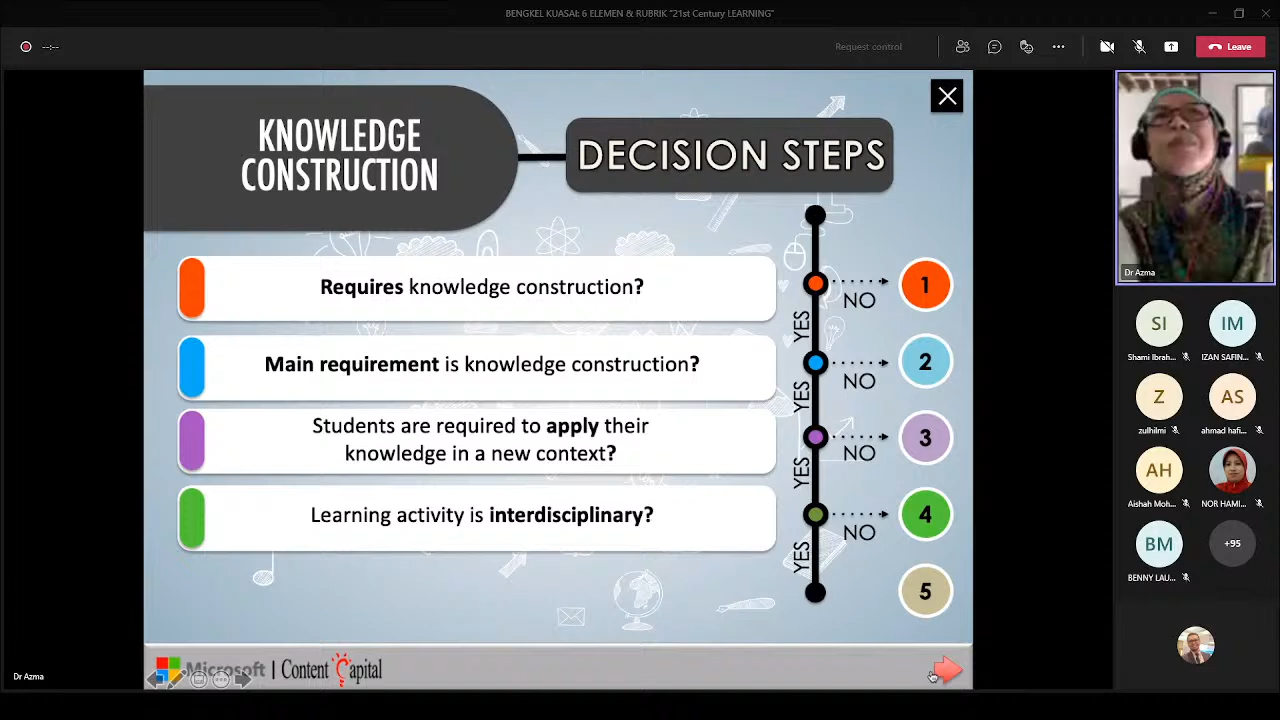 BENGKEL KUASAI: 6 ELEMEN & RUBRIK "21st Century LEARNING"
--:--
Request control
Leave
KNOWLEDGE
CONSTRUCTION
DECISION STEPS
Requires knowledge construction?
NO
1
YES
Main requirement is knowledge construction?
NO
2
YES
Students are required to apply their
knowledge in a new context?
NO
3
YES
Learning activity is interdisciplinary?
NO
4
YES
5
Microsoft | Content Capital
Dr Azma
Dr Azma
SI
IM
Shami Ibrah...
IZAN SAFIN...
Z
AS
zulhilmi
ahmad hafi...
AH
Aishah Moh...
NOR HAMI...
BM
+95
BENNY LAU...